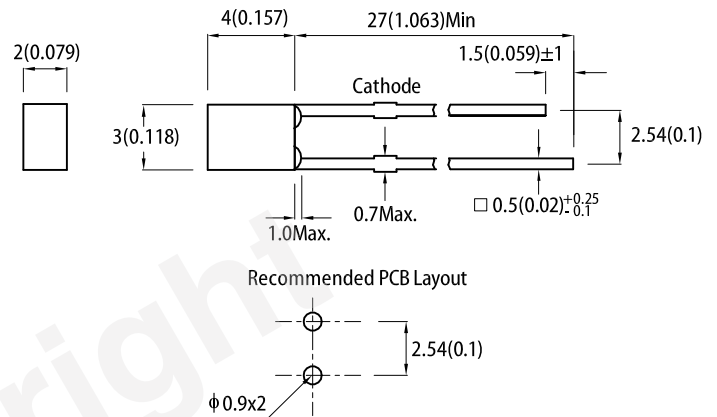 4(0.157)
27(1.063)Min
2(0.079)
1.5(0.059)±1
Cathode
3(0.118)
2.54(0.1)
0.7Max.
□ 0.5(0.02)+0.25 -0.1
1.0Max.
Recommended PCB Layout
2.54(0.1)
ϕ0.9x2
right